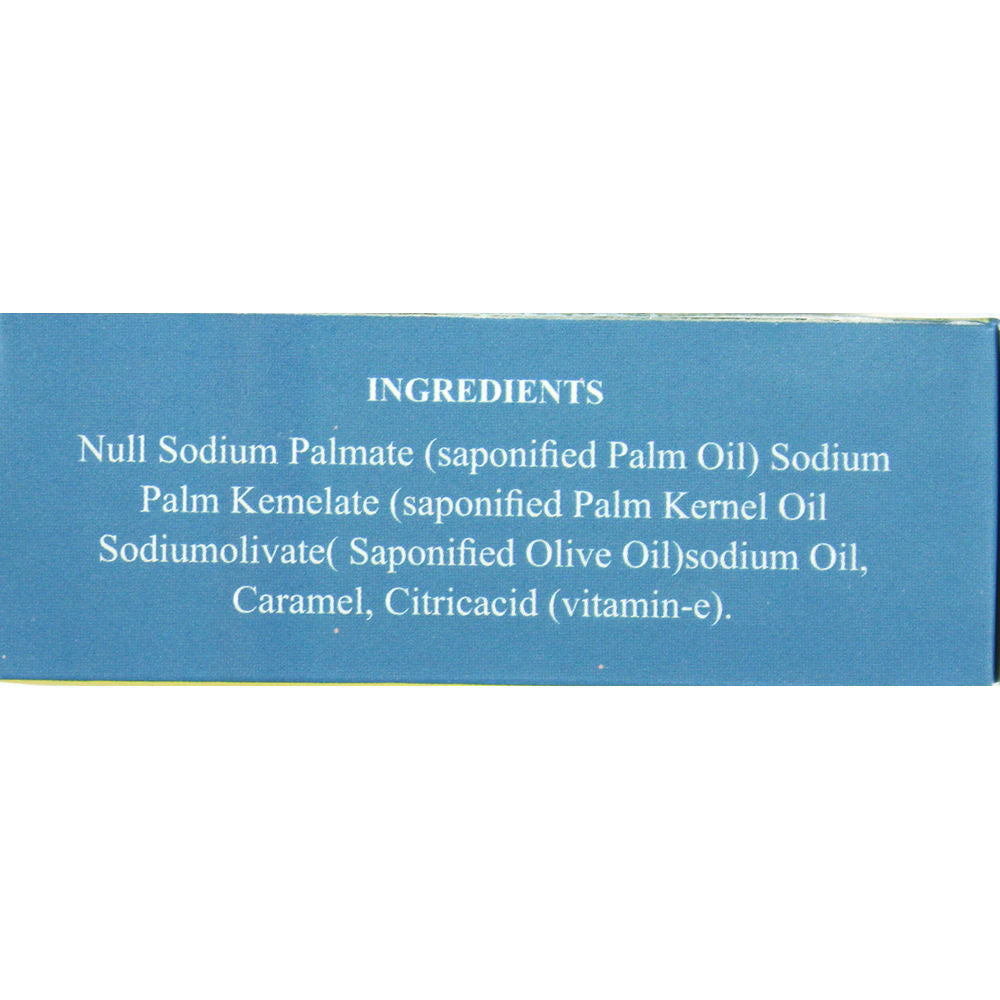 INGREDIENTS
Null Sodium Palmate (saponified Palm Oil) Sodium
Palm Kemelate (saponified Palm Kernel Oil
Sodiumolivate( Saponified Olive Oil)sodium Oil,
Caramel, Citricacid (vitamin-e).